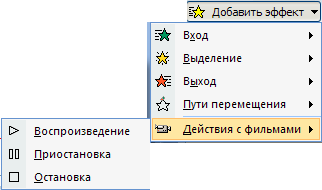 Добавить эффект
Вход
Выделение
Выход
Пути перемещения
Действия с фильмами
Воспроизведение
Приостановка
Остановка